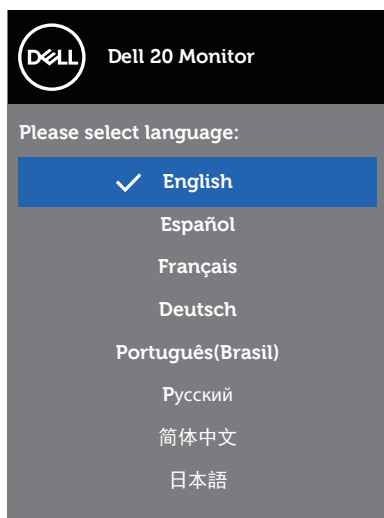 DELL
Dell 20 Monitor
Please select language:
English
Español
Français
Deutsch
Português(Brasil)
Русский
简体中文
日本語